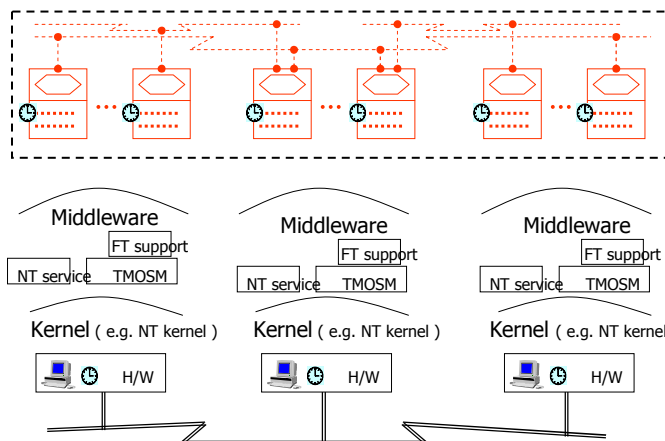 Middleware Middleware Middleware
FT support FT support FT support
NT service TMOSM NT service TMOSM NT service TMOSM
Kernel ( e.g. NT kernel ) Kernel ( e.g. NT kernel ) Kernel ( e.g. NT kernel )
H/W H/W H/W